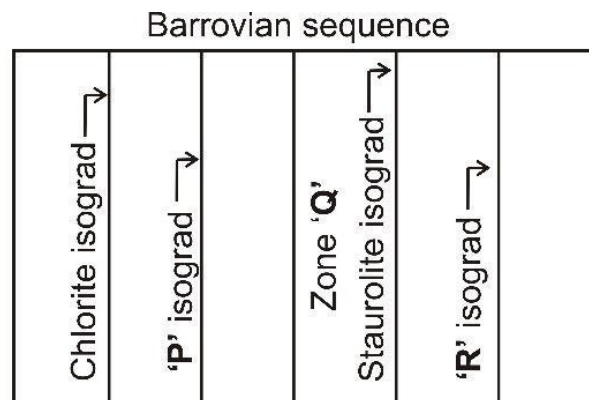 Barrovian sequence
Chlorite isograd
‘P’ isograd
Zone ‘Q’
Staurolite isograd
‘R’ isograd